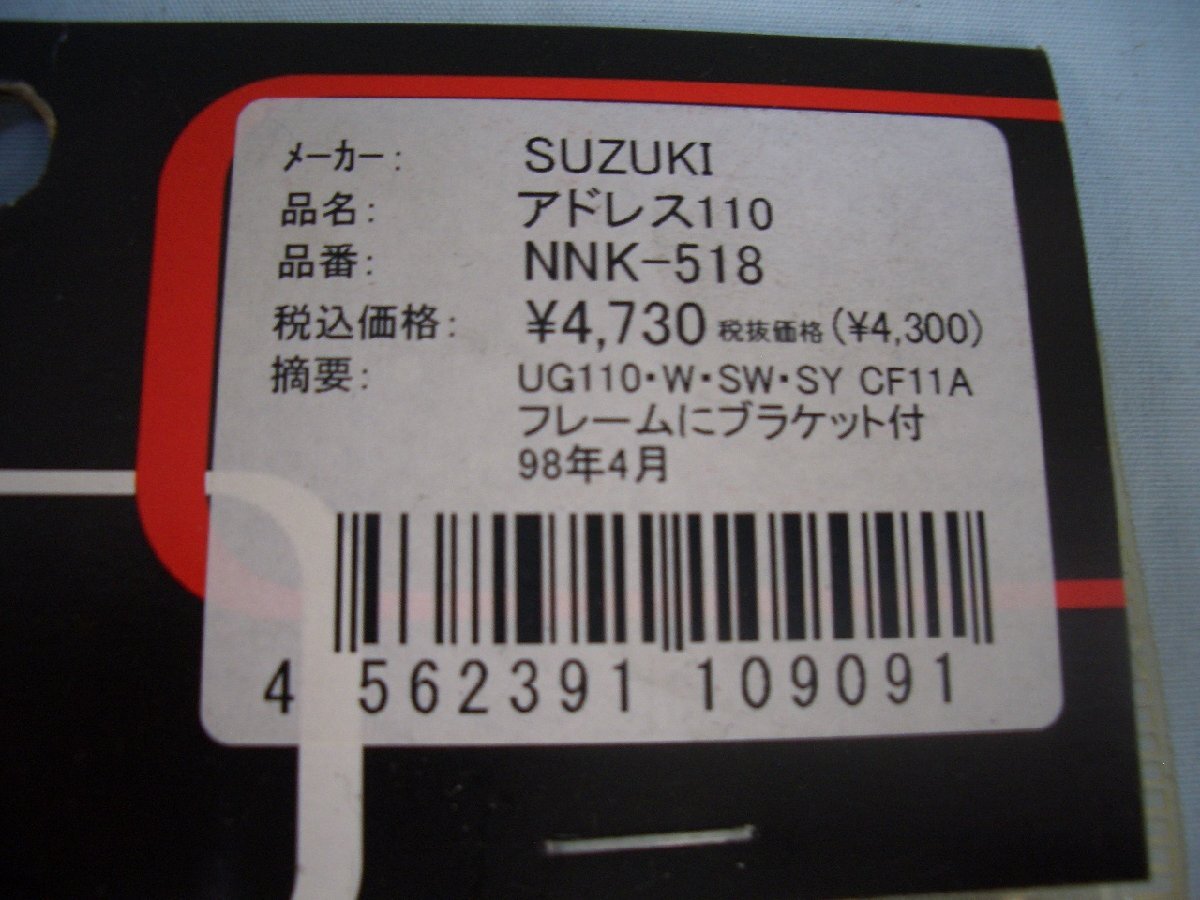 ﾒｰｶｰ: SUZUKI
品名: アドレス110
品番: NNK-518
税込価格: ¥4,730 税抜価格 (¥4,300)
摘要: UG110・W・SW・SY CF11A
フレームにブラケット付
98年4月
4 562391 109091